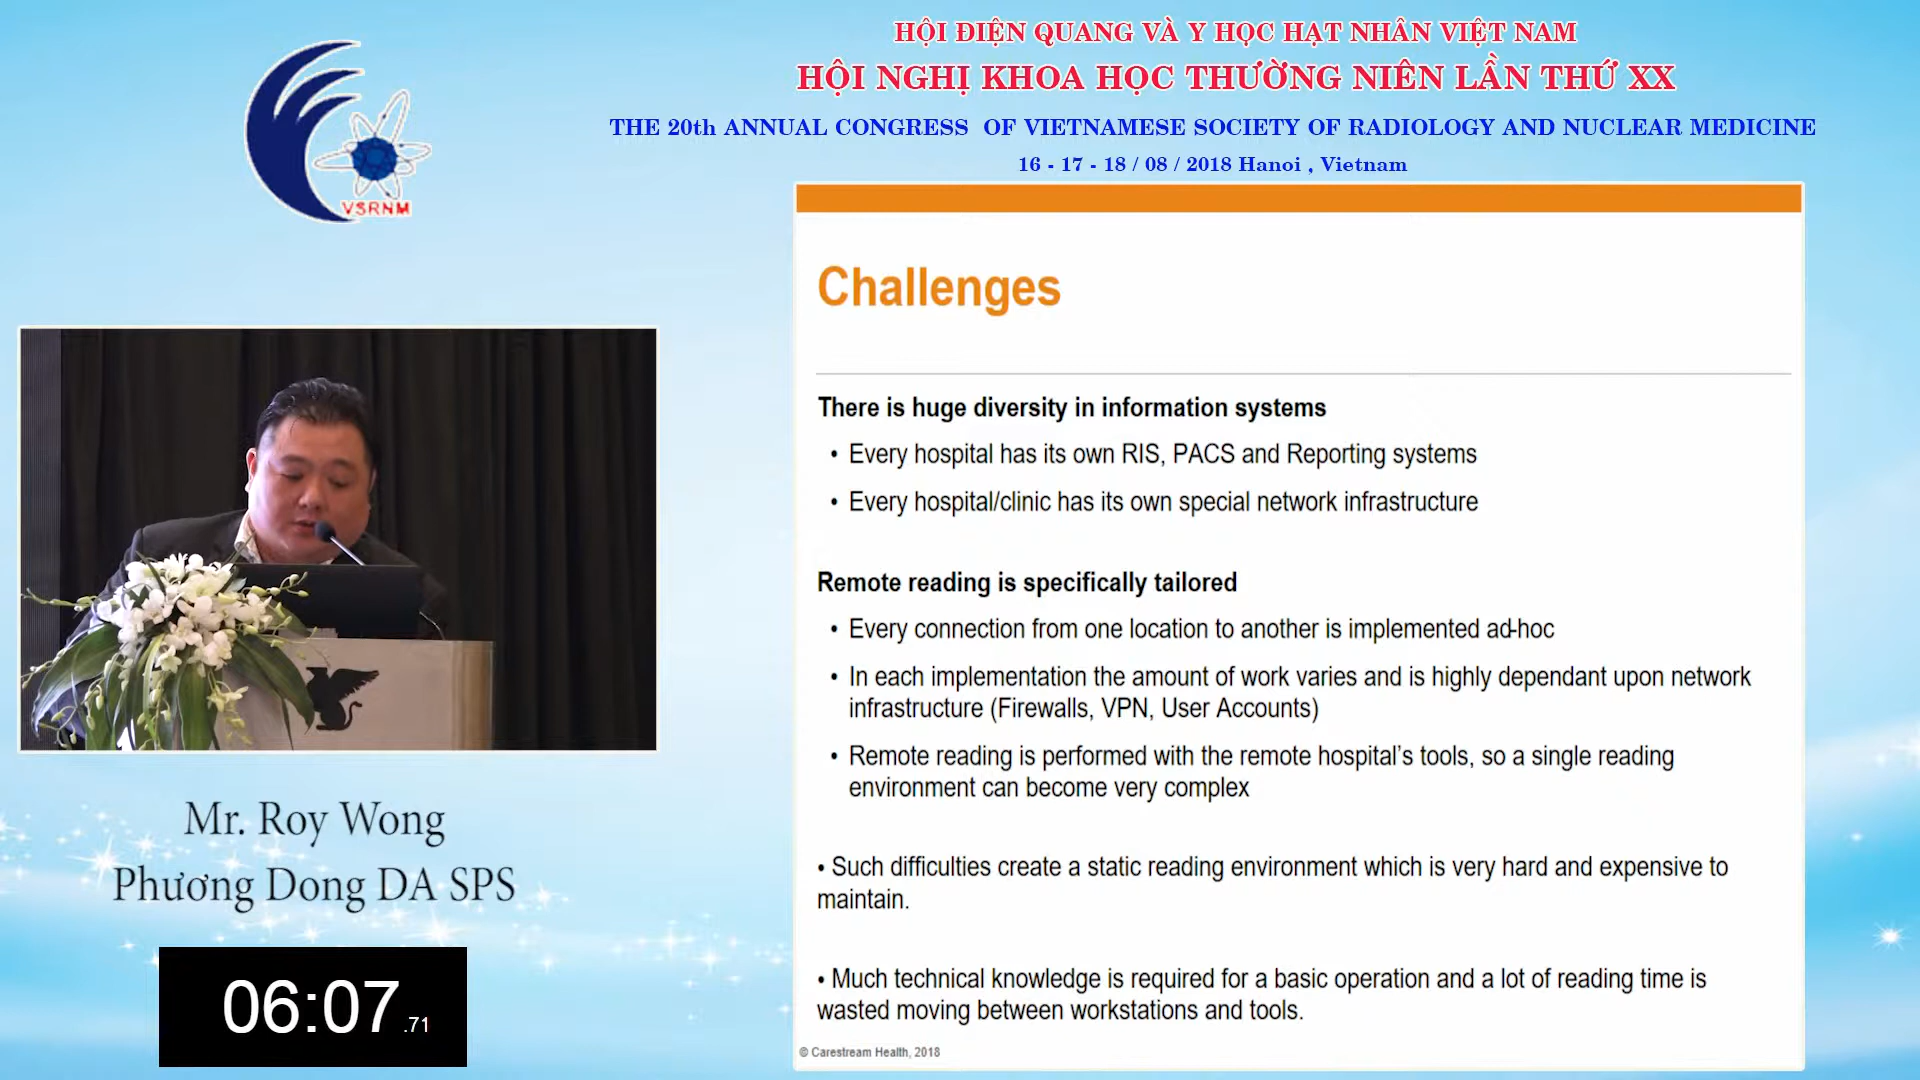 HỘI ĐIỆN QUANG VÀ Y HỌC HẠT NHÂN VIỆT NAM
HỘI NGHỊ KHOA HỌC THƯỜNG NIÊN LẦN THỨ XX
THE 20th ANNUAL CONGRESS OF VIETNAMESE SOCIETY OF RADIOLOGY AND NUCLEAR MEDICINE
16 - 17 - 18 / 08 / 2018 Hanoi , Vietnam
VSRNM
Challenges
There is huge diversity in information systems
• Every hospital has its own RIS, PACS and Reporting systems
• Every hospital/clinic has its own special network infrastructure
Remote reading is specifically tailored
• Every connection from one location to another is implemented ad-hoc
• In each implementation the amount of work varies and is highly dependant upon network
infrastructure (Firewalls, VPN, User Accounts)
• Remote reading is performed with the remote hospital's tools, so a single reading
environment can become very complex
• Such difficulties create a static reading environment which is very hard and expensive to
maintain.
• Much technical knowledge is required for a basic operation and a lot of reading time is
wasted moving between workstations and tools.
© Carestream Health, 2018
Mr. Roy Wong
Phương Dong DA SPS
06:07.71